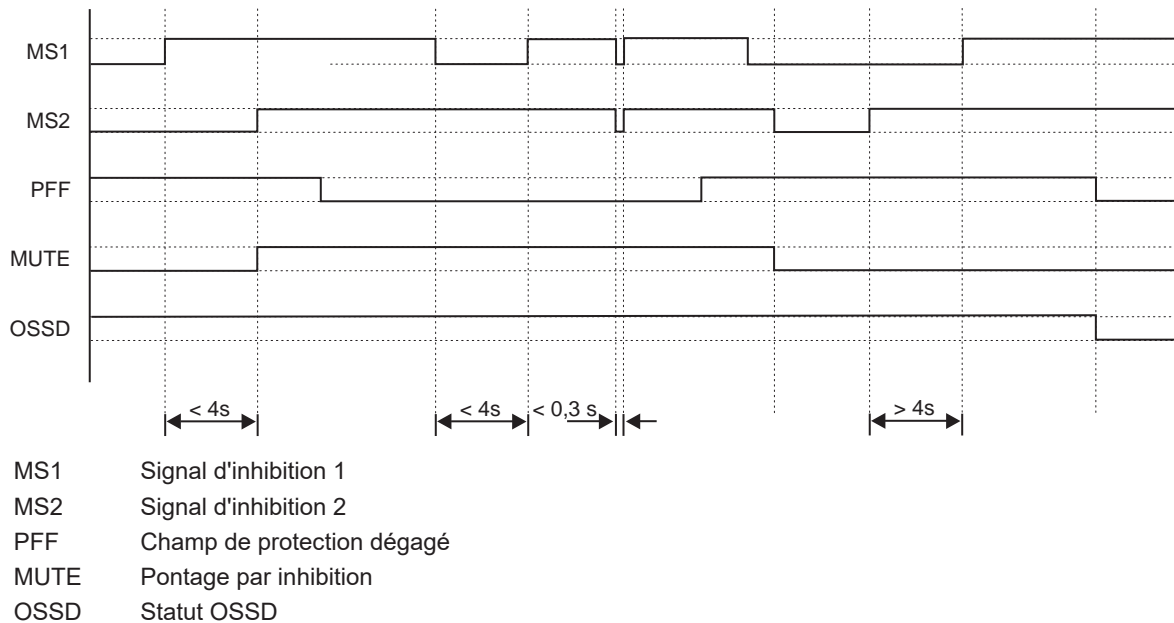 MS1
MS2
PFF
MUTE
OSSD
< 4s < 4s < 0,3 s > 4s
MS1 Signal d'inhibition 1
MS2 Signal d'inhibition 2
PFF Champ de protection dégagé
MUTE Pontage par inhibition
OSSD Statut OSSD